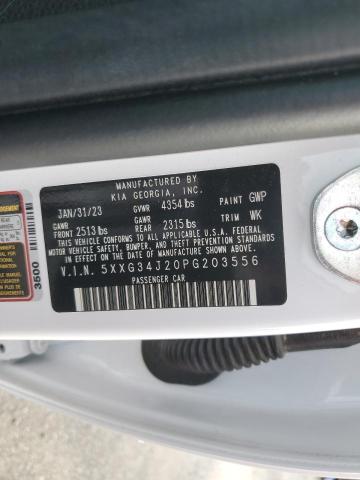 MANUFACTURED BY
KIA GEORGIA, INC.
JAN/31/23 GVWR 4354 lbs PAINT GWP
FRONT 2513 lbs GAWR REAR 2315 lbs TRIM WK
THIS VEHICLE CONFORMS TO ALL APPLICABLE U.S.A. FEDERAL
MOTOR VEHICLE SAFETY, BUMPER, AND THEFT PREVENTION STANDARDS
IN EFFECT ON THE DATE OF MANUFACTURE SHOWN ABOVE.
V.I.N. 5XXG34J20PG203556
PASSENGER CAR
3500